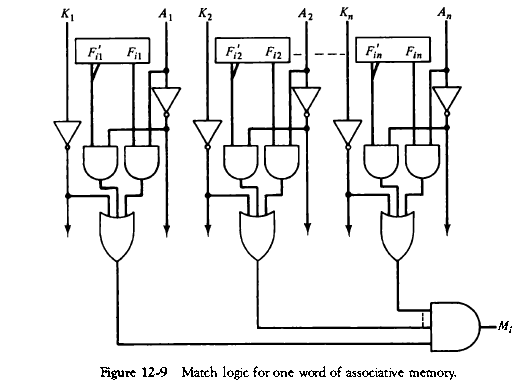 K₁ A₁ K₂ A₂ Kₙ Aₙ
F′ᵢ₁ Fᵢ₁ F′ᵢ₂ Fᵢ₂ F′ᵢₙ Fᵢₙ
Mᵢ
Figure 12-9 Match logic for one word of associative memory.